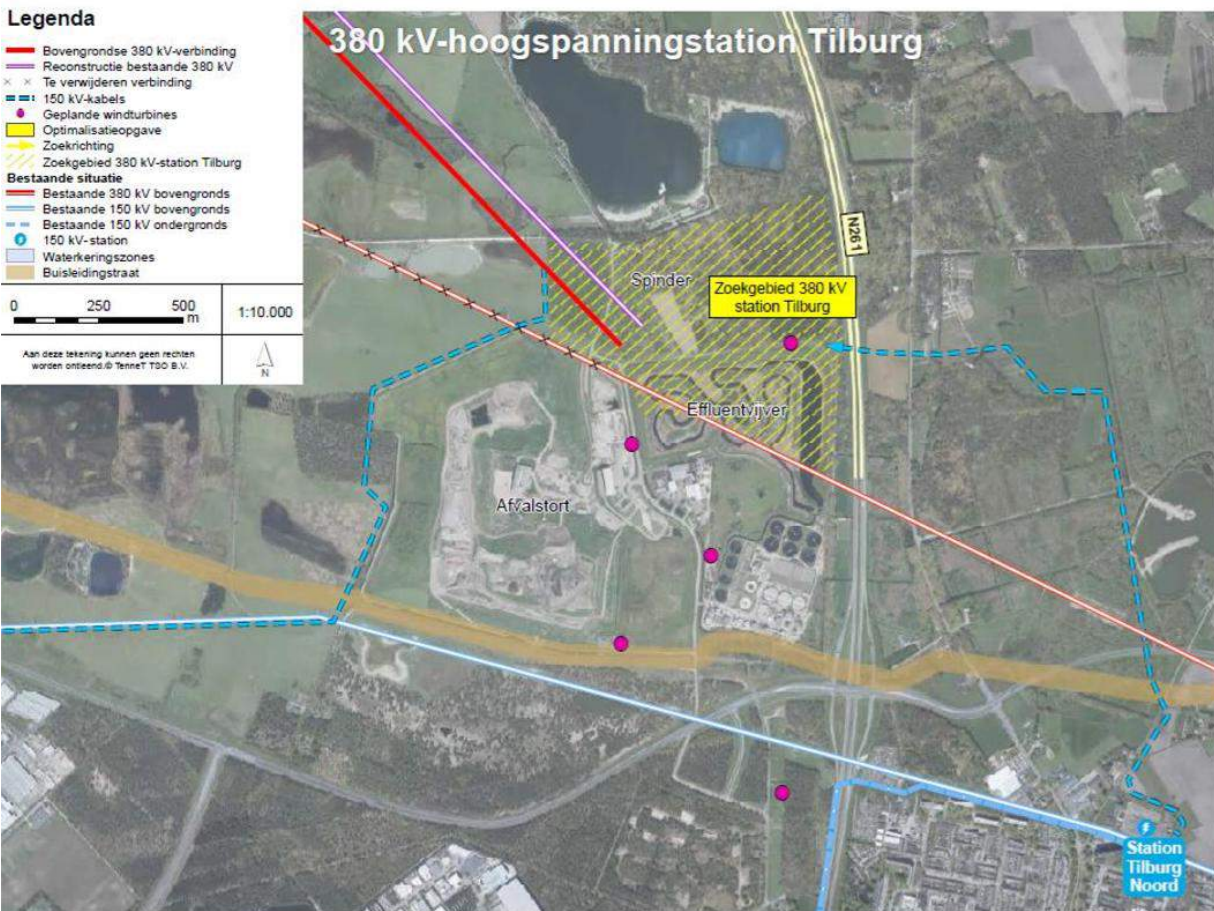 Legenda
Bovengrondse 380 kV-verbinding
Reconstructie bestaande 380 kV
Te verwijderen verbinding
150 kV-kabels
Geplande windturbines
Optimalisatieopgave
Zoekrichting
Zoekgebied 380 kV-station Tilburg
Bestaande situatie
Bestaande 380 kV bovengronds
Bestaande 150 kV bovengronds
Bestaande 150 kV ondergronds
150 kV-station
Waterkeringszones
Buisleidingstraat
0 250 500
m
1:10.000
Aan deze tekening kunnen geen rechten
worden ontleend.© TenneT TSO B.V.
N
380 kV-hoogspanningstation Tilburg
N261
Spinder
Zoekgebied 380 kV
station Tilburg
Effluentvijver
Afvalstort
Station
Tilburg
Noord